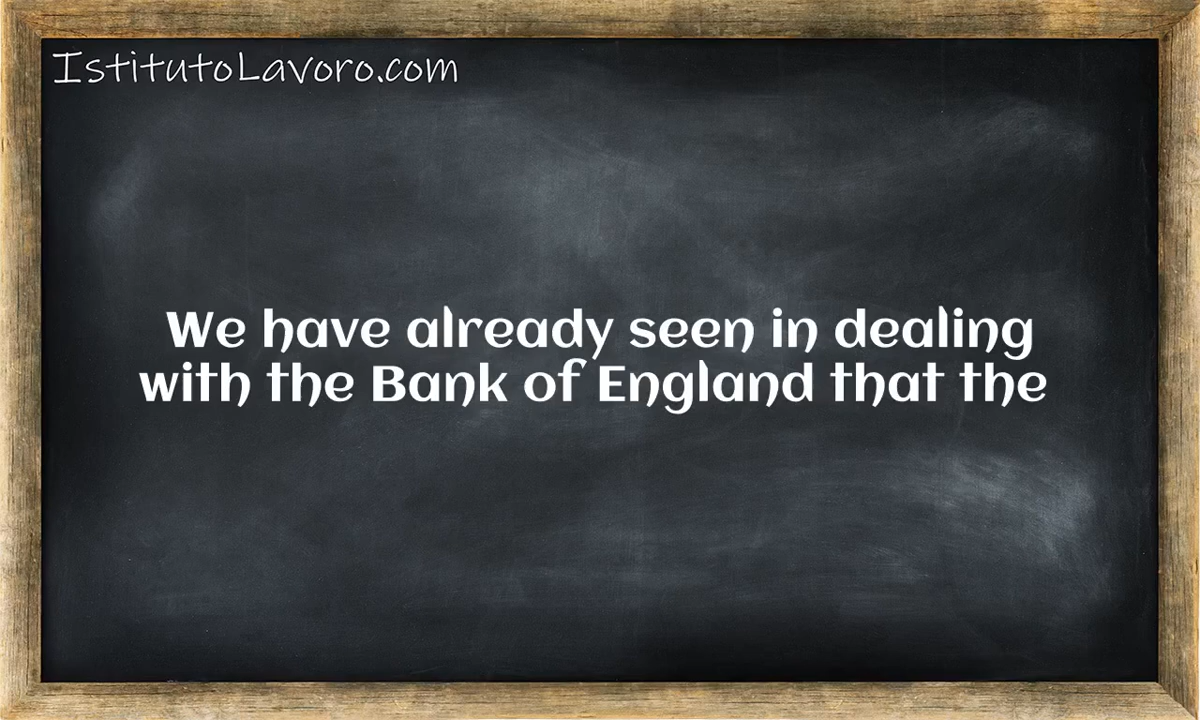 IstitutoLavoro.com
We have already seen in dealing
with the Bank of England that the